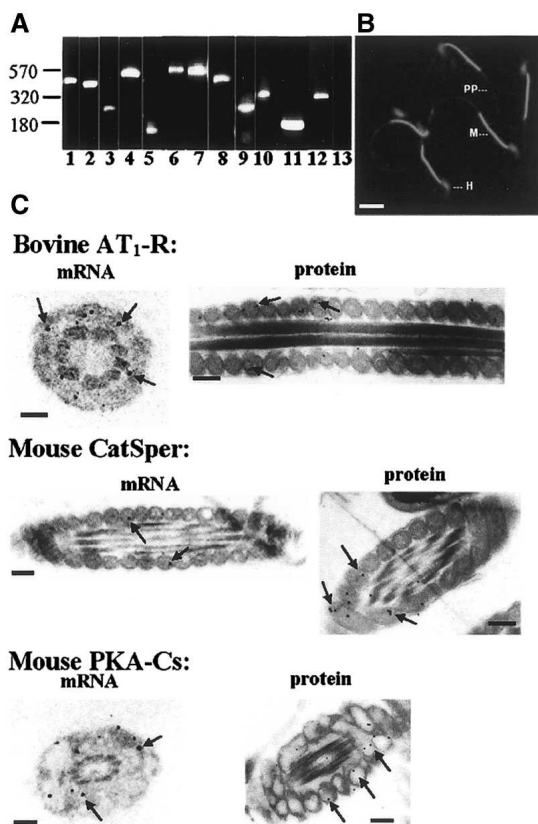 A
B
570
320
180
1 2 3 4 5 6 7 8 9 10 11 12 13
PP---
M---
--- H
C
Bovine AT₁-R:
mRNA
protein
Mouse CatSper:
mRNA
protein
Mouse PKA-Cs:
mRNA
protein